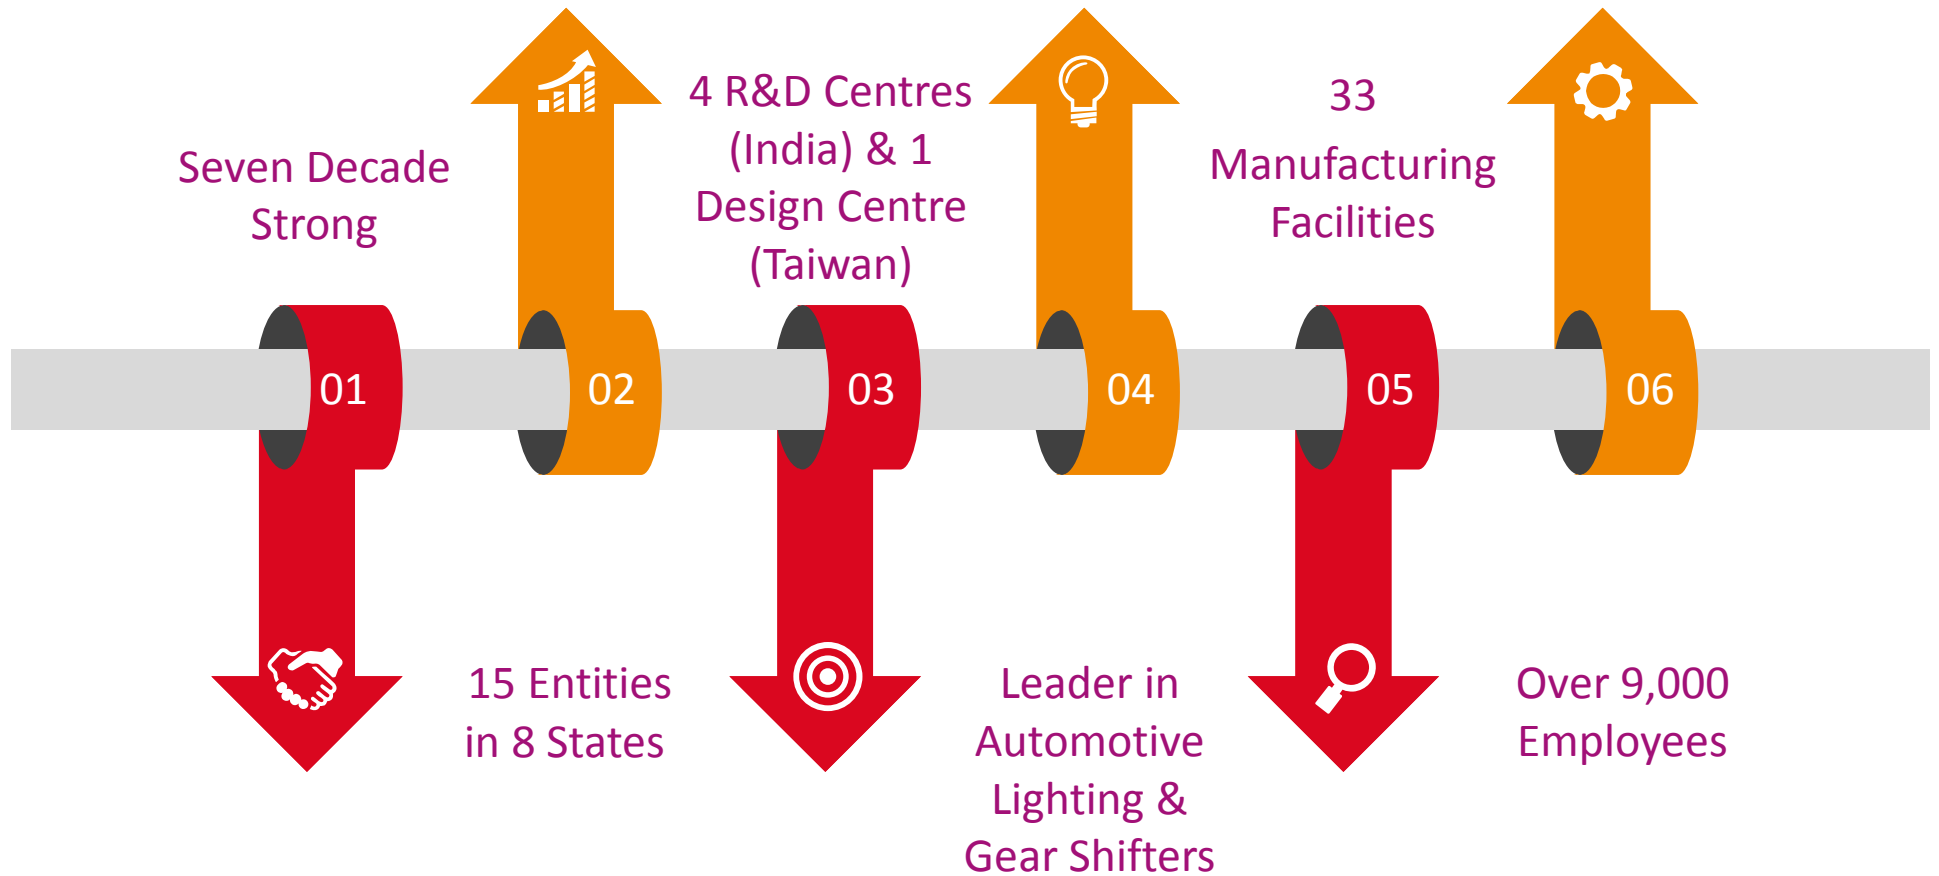 Seven Decade
Strong
01
15 Entities
in 8 States
02
4 R&D Centres
(India) & 1
Design Centre
(Taiwan)
03
Leader in
Automotive
Lighting &
Gear Shifters
04
33
Manufacturing
Facilities
05
Over 9,000
Employees
06